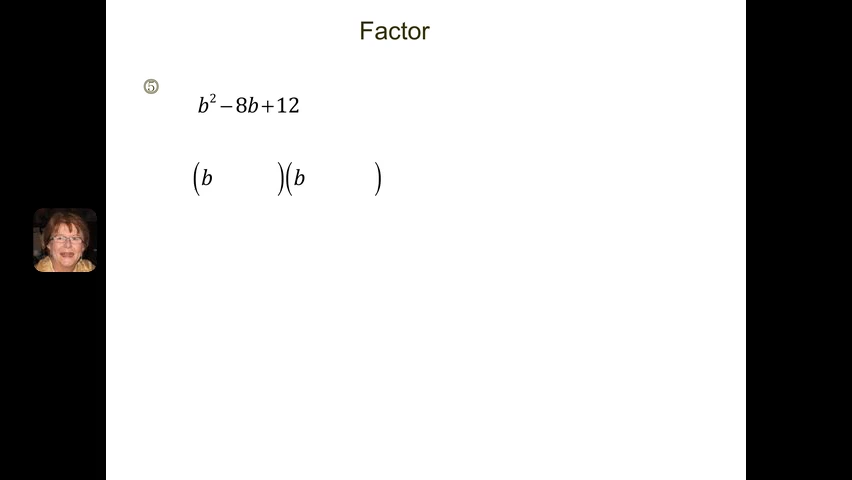 Factor
⑤
b² − 8b + 12
(b )(b )